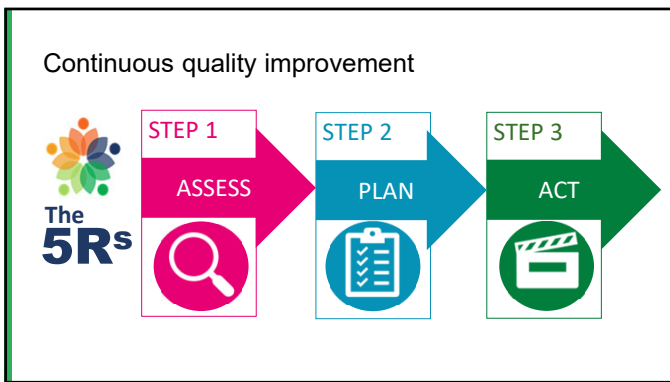 Continuous quality improvement
The
5Rs
STEP 1
ASSESS
STEP 2
PLAN
STEP 3
ACT